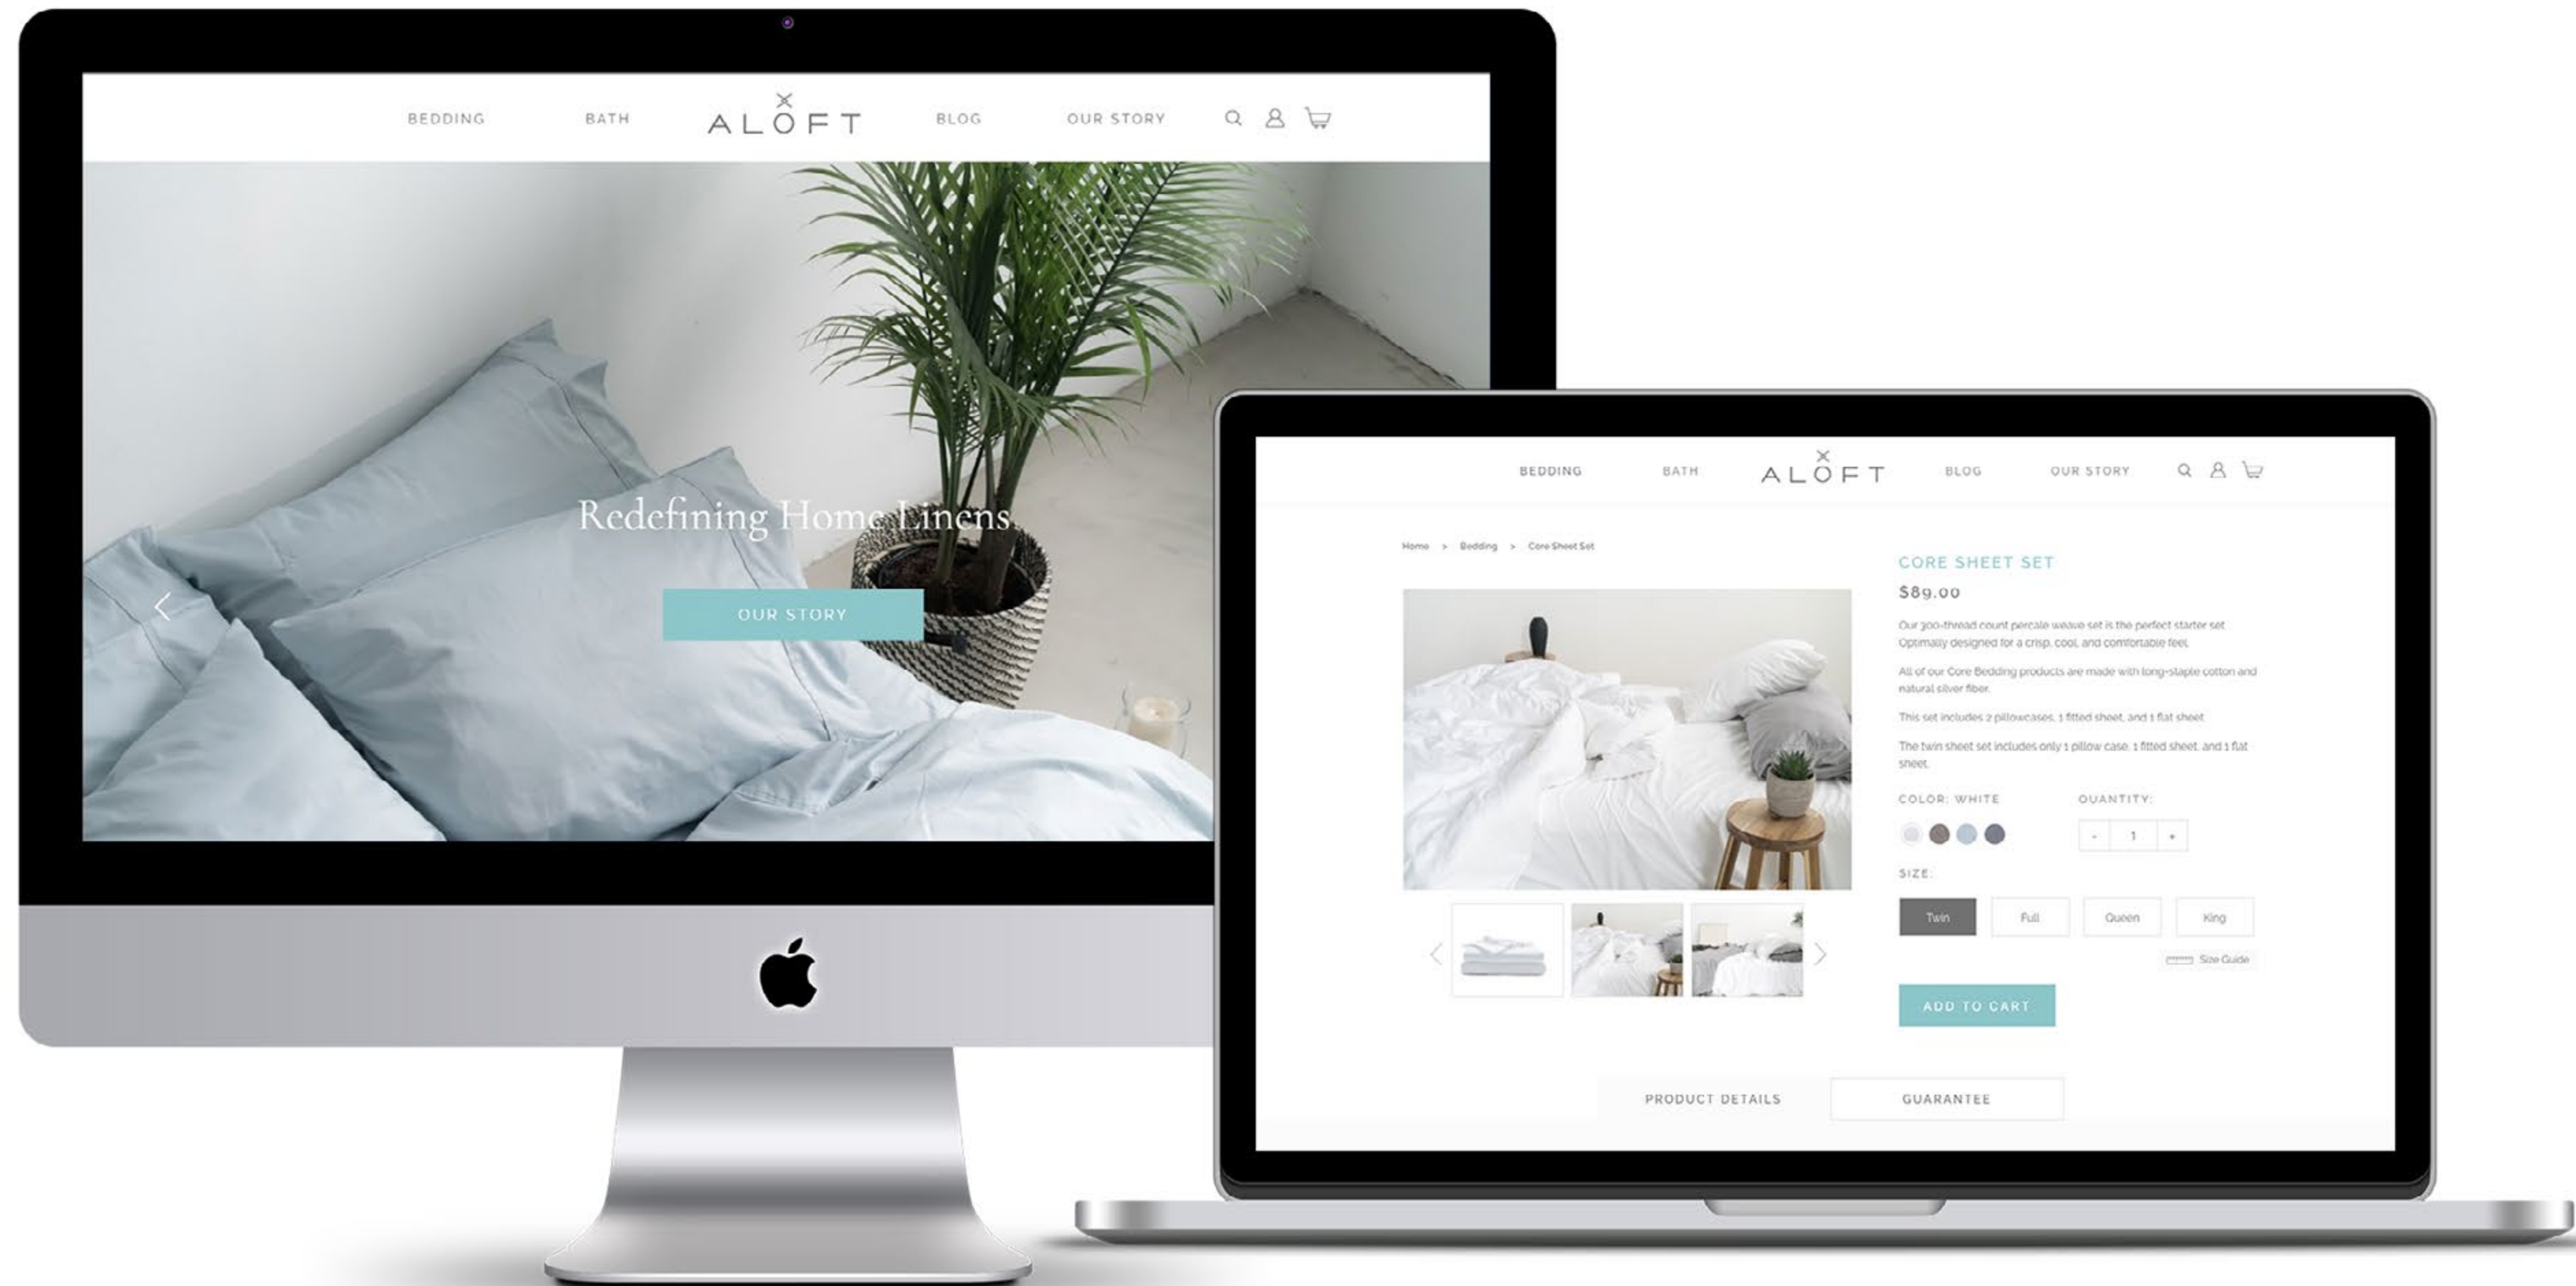 BEDDING BATH ALOFT BLOG OUR STORY
Redefining Home Linens
OUR STORY
BEDDING BATH ALOFT BLOG OUR STORY
Home > Bedding > Core Sheet Set
CORE SHEET SET
$89.00
Our 300-thread count percale weave set is the perfect starter set
Optimally designed for a crisp, cool, and comfortable feel.
All of our Core Bedding products are made with long-staple cotton and
natural silver fiber.
This set includes 2 pillowcases, 1 fitted sheet, and 1 flat sheet
The twin sheet set includes only 1 pillow case, 1 fitted sheet, and 1 flat
sheet.
COLOR: WHITE QUANTITY:
- 1 +
SIZE:
Twin Full Queen King
Size Guide
ADD TO CART
PRODUCT DETAILS GUARANTEE